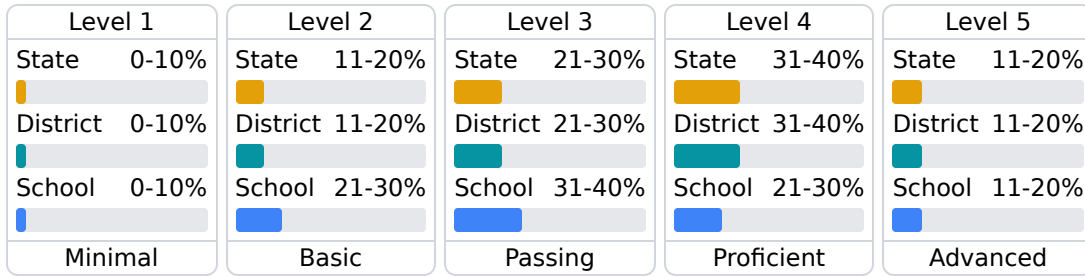 Level 1
State 0-10%
District 0-10%
School 0-10%
Minimal
Level 2
State 11-20%
District 11-20%
School 21-30%
Basic
Level 3
State 21-30%
District 21-30%
School 31-40%
Passing
Level 4
State 31-40%
District 31-40%
School 21-30%
Proficient
Level 5
State 11-20%
District 11-20%
School 11-20%
Advanced